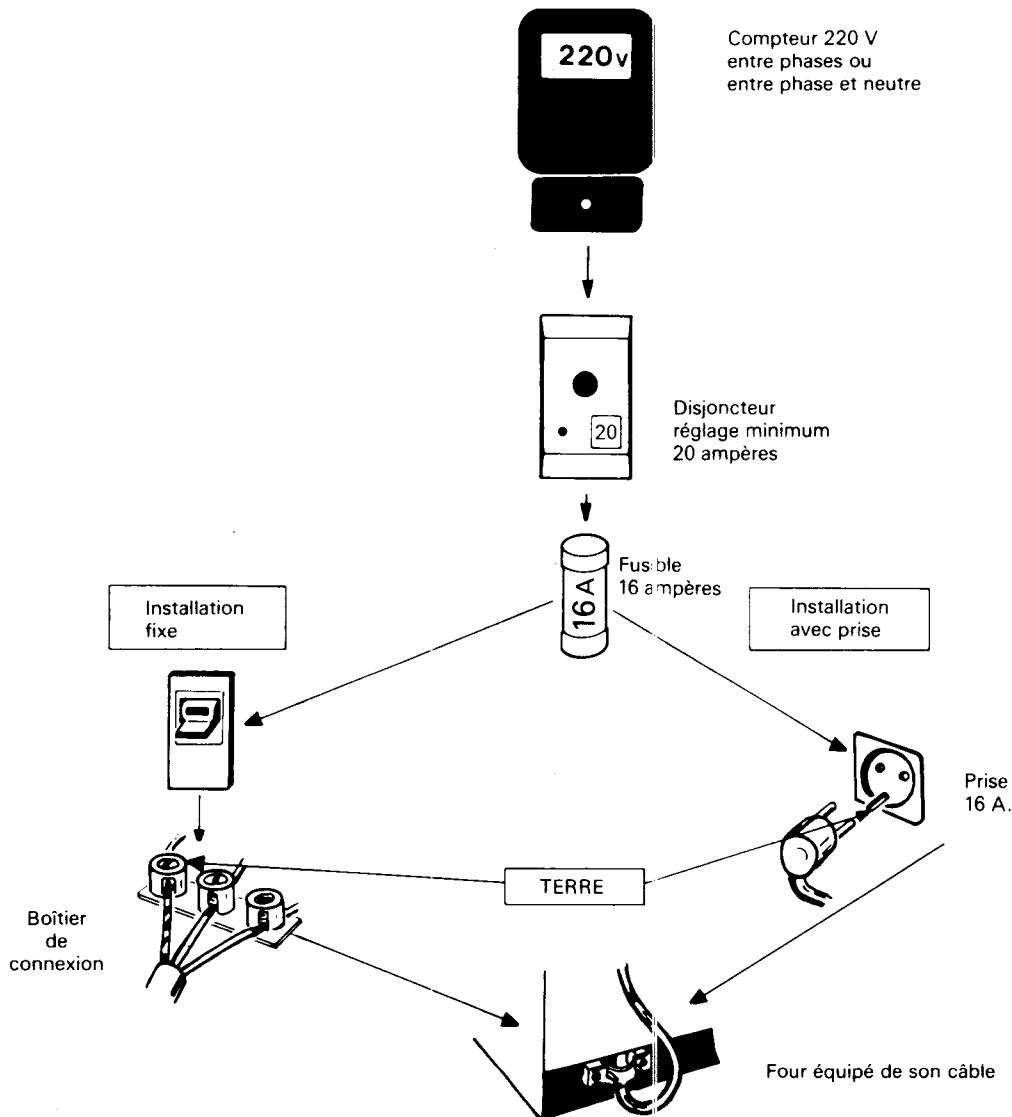 220v
Compteur 220 V
entre phases ou
entre phase et neutre
20
Disjoncteur
réglage minimum
20 ampères
16 A
Fusible
16 ampères
Installation
fixe
Installation
avec prise
Prise
16 A.
TERRE
Boîtier
de
connexion
Four équipé de son câble